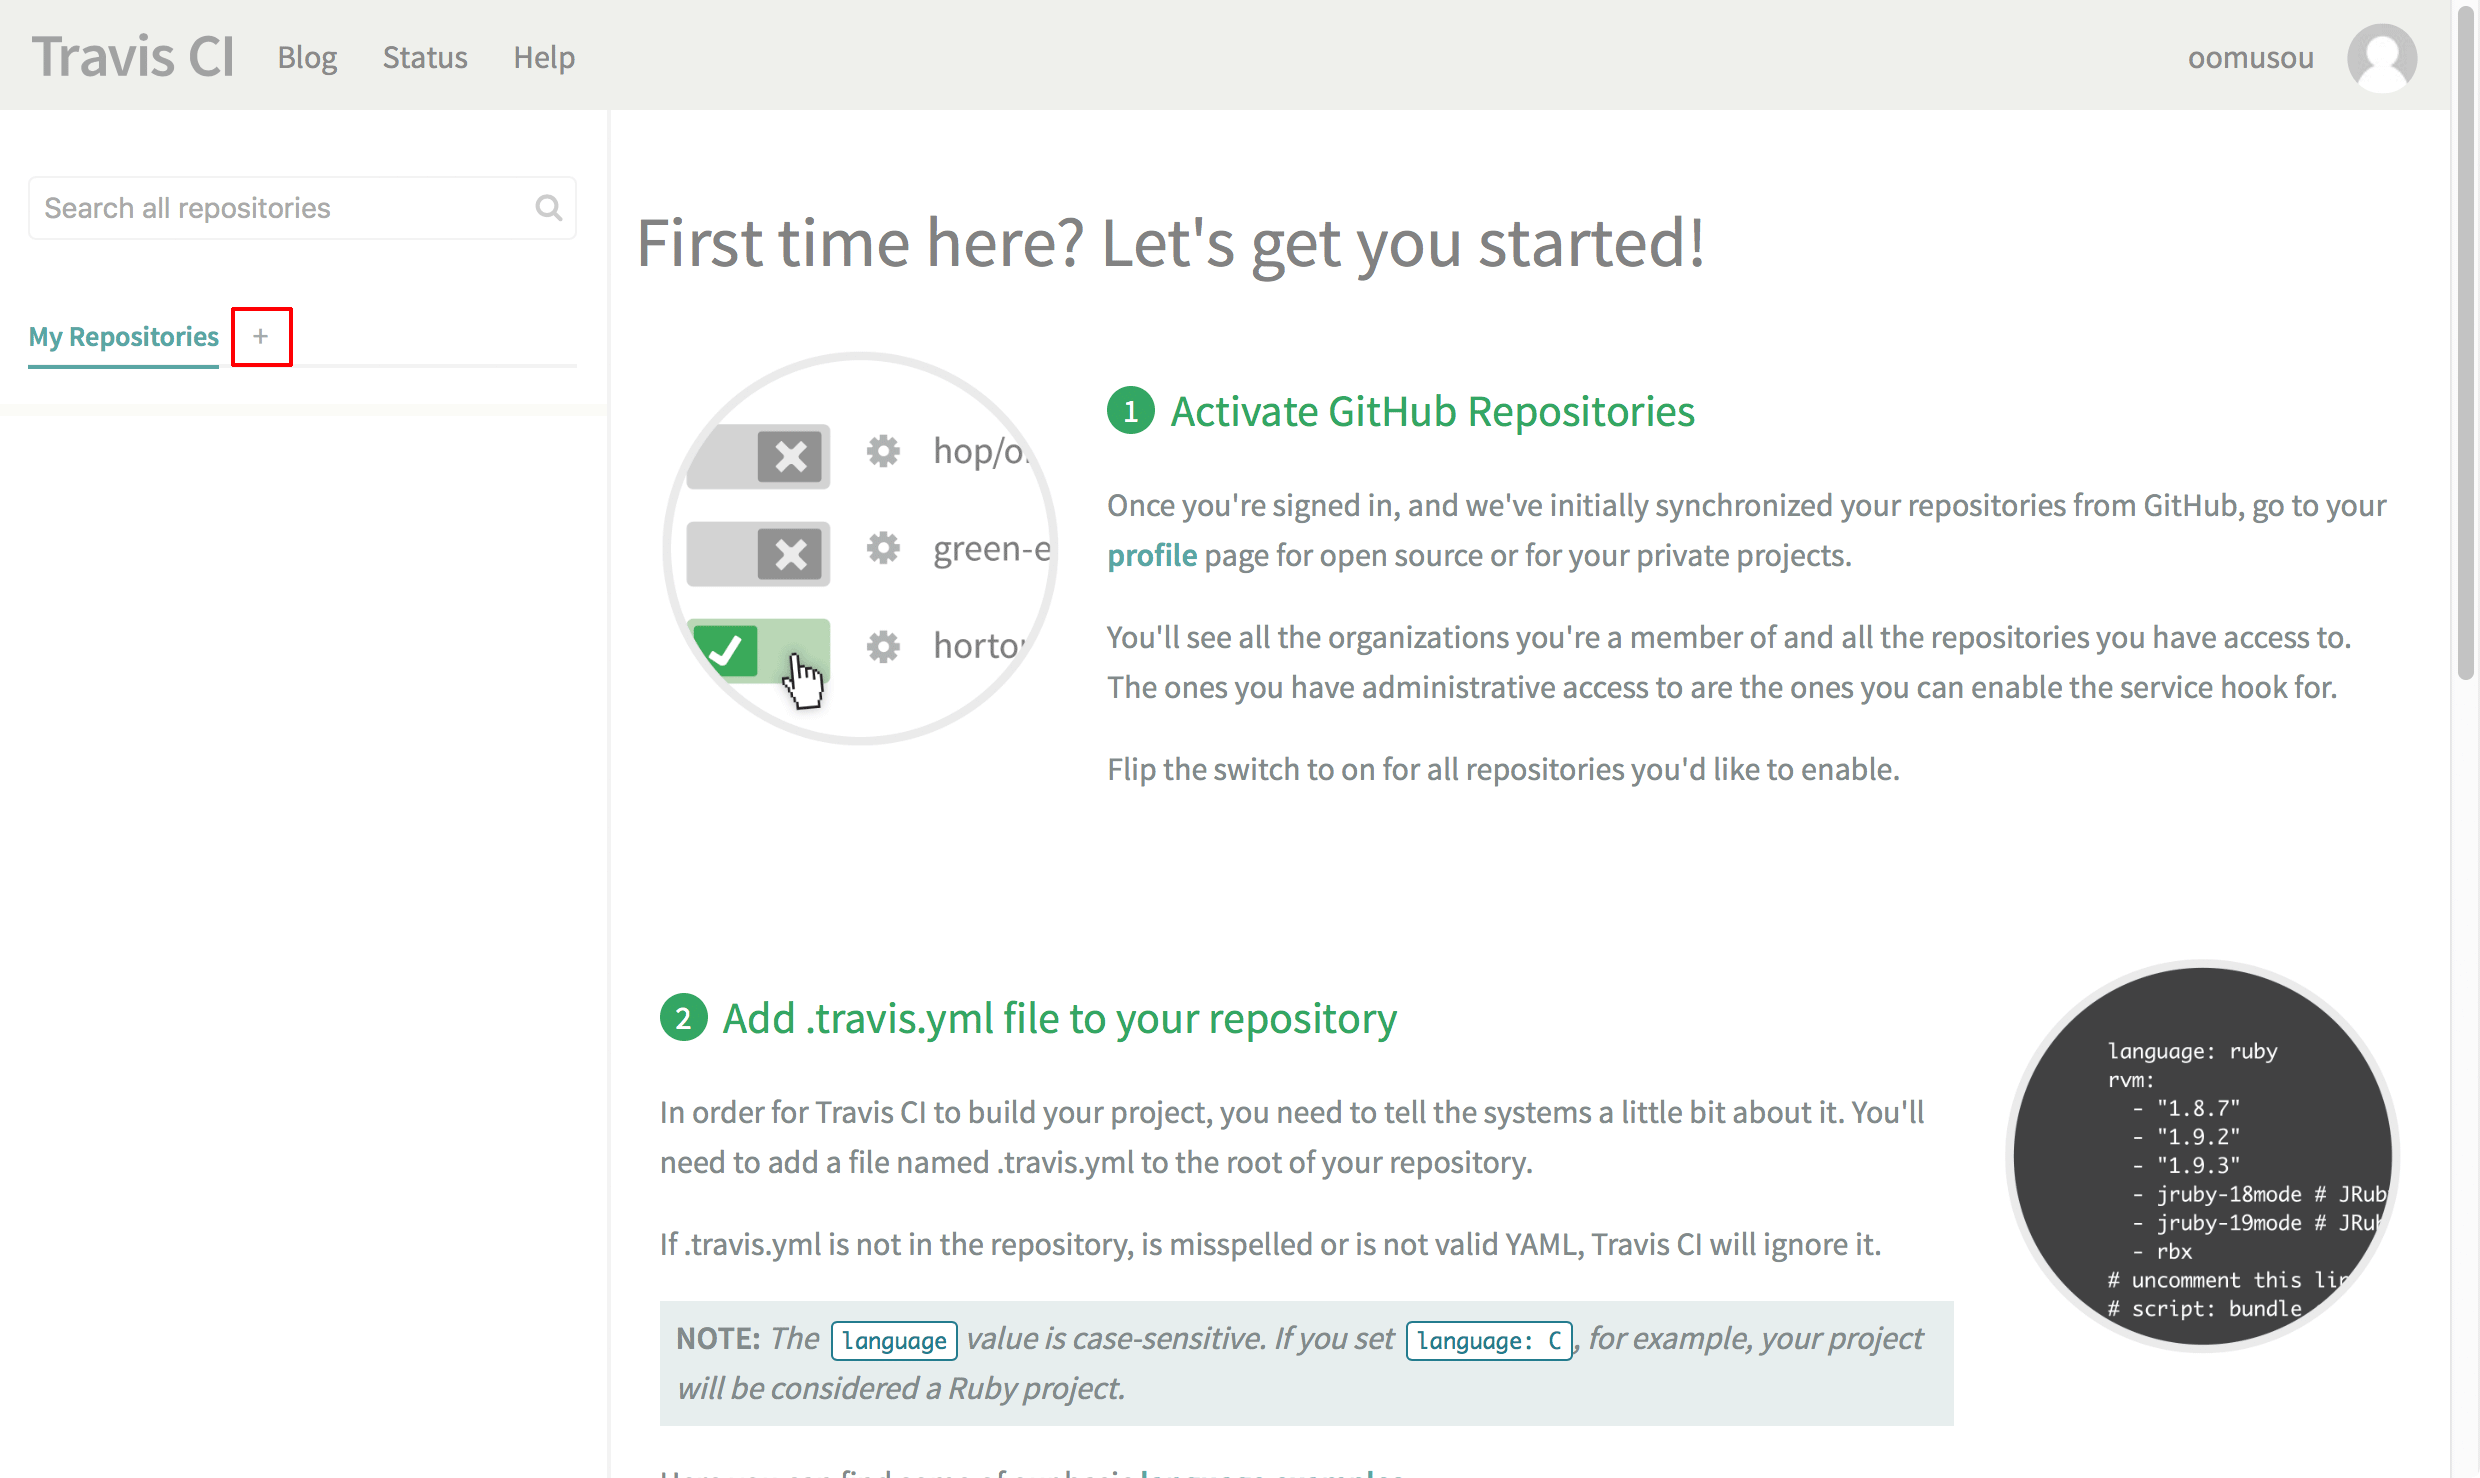 Travis CI Blog Status Help oomusou
Search all repositories
My Repositories +
First time here? Let's get you started!
hop/o
green-e
horto
1 Activate GitHub Repositories
Once you're signed in, and we've initially synchronized your repositories from GitHub, go to your
profile page for open source or for your private projects.
You'll see all the organizations you're a member of and all the repositories you have access to.
The ones you have administrative access to are the ones you can enable the service hook for.
Flip the switch to on for all repositories you'd like to enable.
2 Add .travis.yml file to your repository
In order for Travis CI to build your project, you need to tell the systems a little bit about it. You'll
need to add a file named .travis.yml to the root of your repository.
If .travis.yml is not in the repository, is misspelled or is not valid YAML, Travis CI will ignore it.
NOTE: The language value is case-sensitive. If you set language: C, for example, your project
will be considered a Ruby project.
language: ruby
rvm:
- "1.8.7"
- "1.9.2"
- "1.9.3"
- jruby-18mode # JRub
- jruby-19mode # JRub
- rbx
# uncomment this lin
# script: bundle